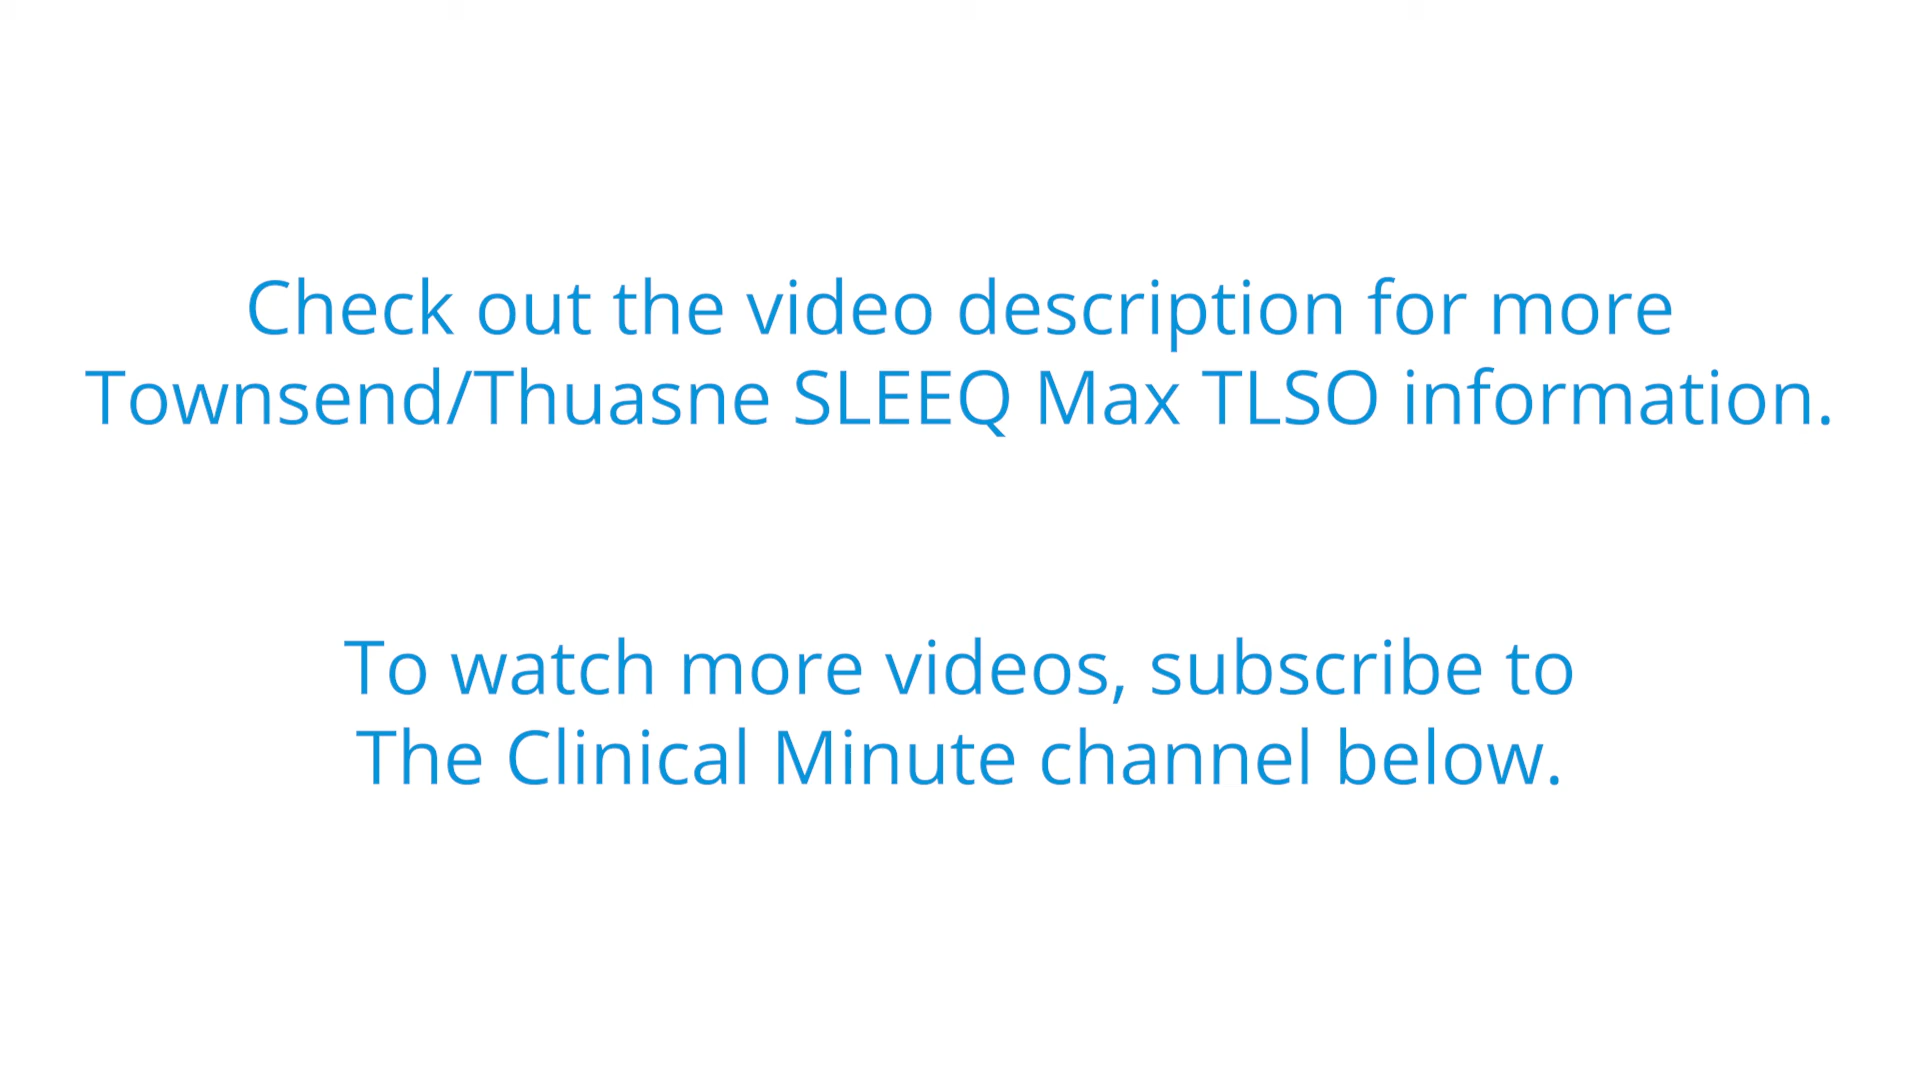 Check out the video description for more
Townsend/Thuasne SLEEQ Max TLSO information.
To watch more videos, subscribe to
The Clinical Minute channel below.